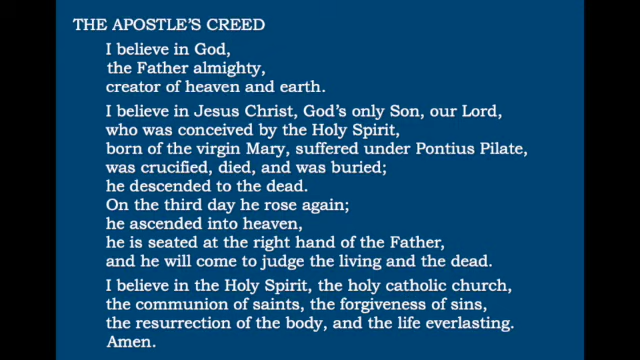 THE APOSTLE'S CREED
I believe in God,
the Father almighty,
creator of heaven and earth.
I believe in Jesus Christ, God's only Son, our Lord,
who was conceived by the Holy Spirit,
born of the virgin Mary, suffered under Pontius Pilate,
was crucified, died, and was buried;
he descended to the dead.
On the third day he rose again;
he ascended into heaven,
he is seated at the right hand of the Father,
and he will come to judge the living and the dead.
I believe in the Holy Spirit, the holy catholic church,
the communion of saints, the forgiveness of sins,
the resurrection of the body, and the life everlasting.
Amen.